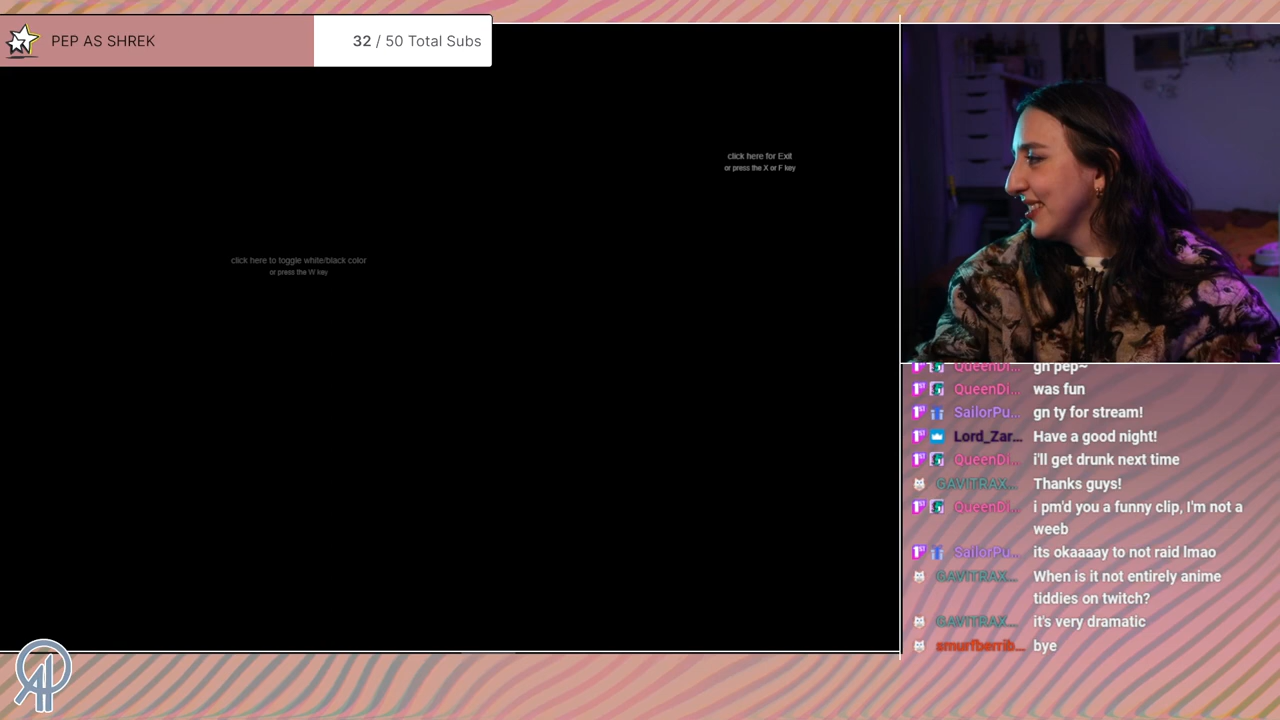 PEP AS SHREK
32 / 50 Total Subs
click here for Exit
or press the X or F key
click here to toggle white/black color
or press the W key
QueenDi... gn pep~
QueenDi... was fun
SailorPu... gn ty for stream!
Lord_Zar... Have a good night!
QueenDi... i'll get drunk next time
GAVITRAX... Thanks guys!
QueenDi... i pm'd you a funny clip, I'm not a
weeb
SailorPu... its okaaaay to not raid lmao
GAVITRAX... When is it not entirely anime
tiddies on twitch?
GAVITRAX... it's very dramatic
smurfberrib... bye